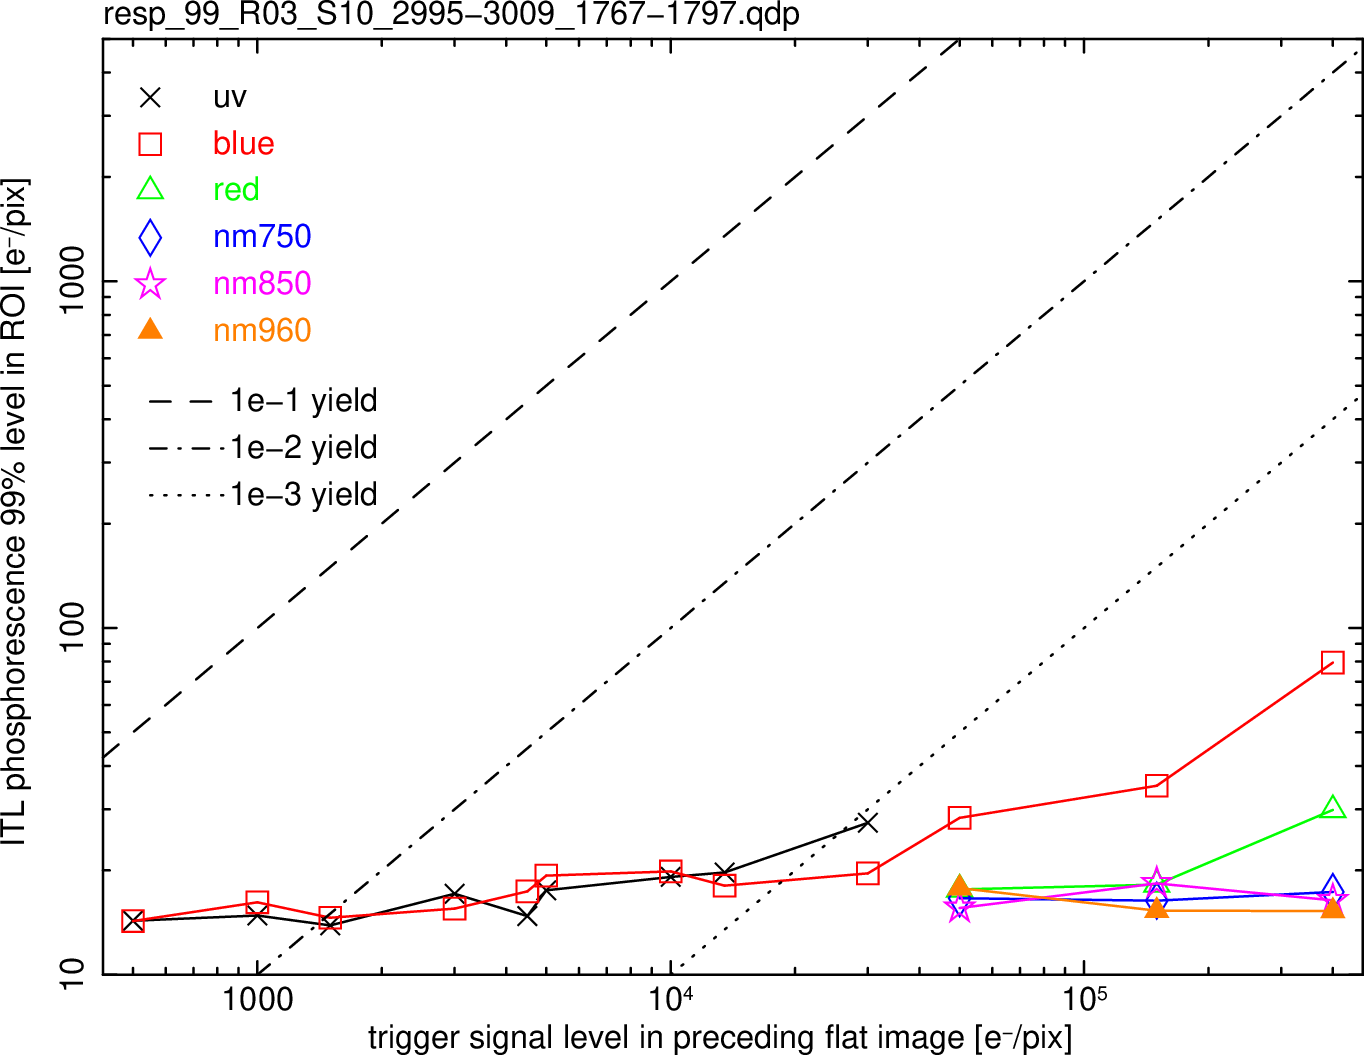 resp_99_R03_S10_2995−3009_1767−1797.qdp
uv
blue
red
nm750
nm850
nm960
1e−1 yield
1e−2 yield
1e−3 yield
ITL phosphorescence 99% level in ROI [e⁻/pix]
1000
100
10
1000
10⁴
10⁵
trigger signal level in preceding flat image [e⁻/pix]